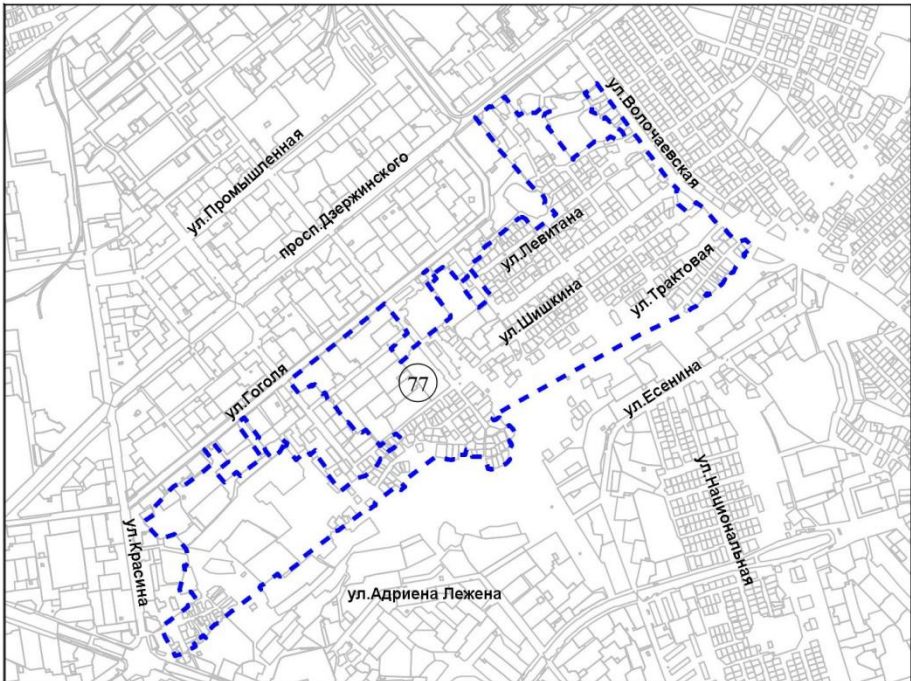 ул.Волочаевская
ул.Промышленная
просп.Дзержинского
ул.Левитана
ул.Трактовая
ул.Шишкина
77
ул.Гоголя
ул.Есенина
ул.Национальная
ул.Красина
ул.Адриена Лежена